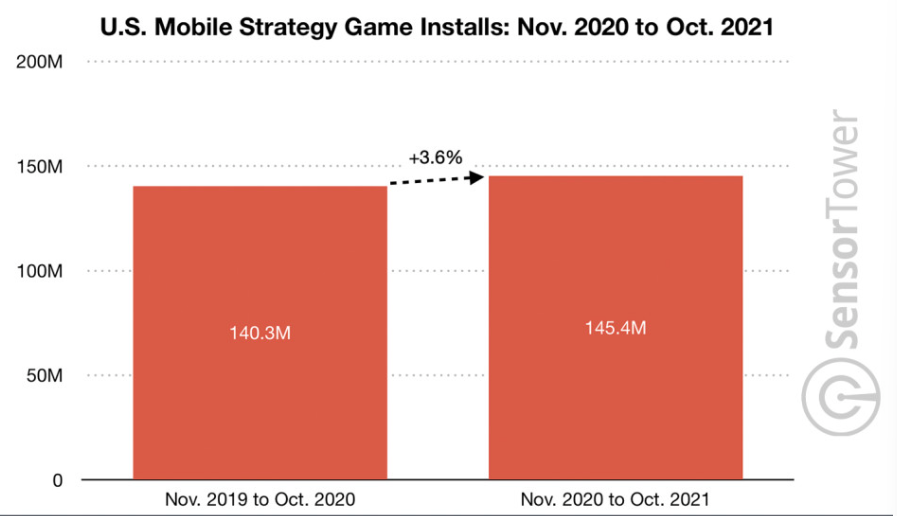 U.S. Mobile Strategy Game Installs: Nov. 2020 to Oct. 2021
200M
150M
100M
50M
0
+3.6%
140.3M
145.4M
Nov. 2019 to Oct. 2020
Nov. 2020 to Oct. 2021
SensorTower